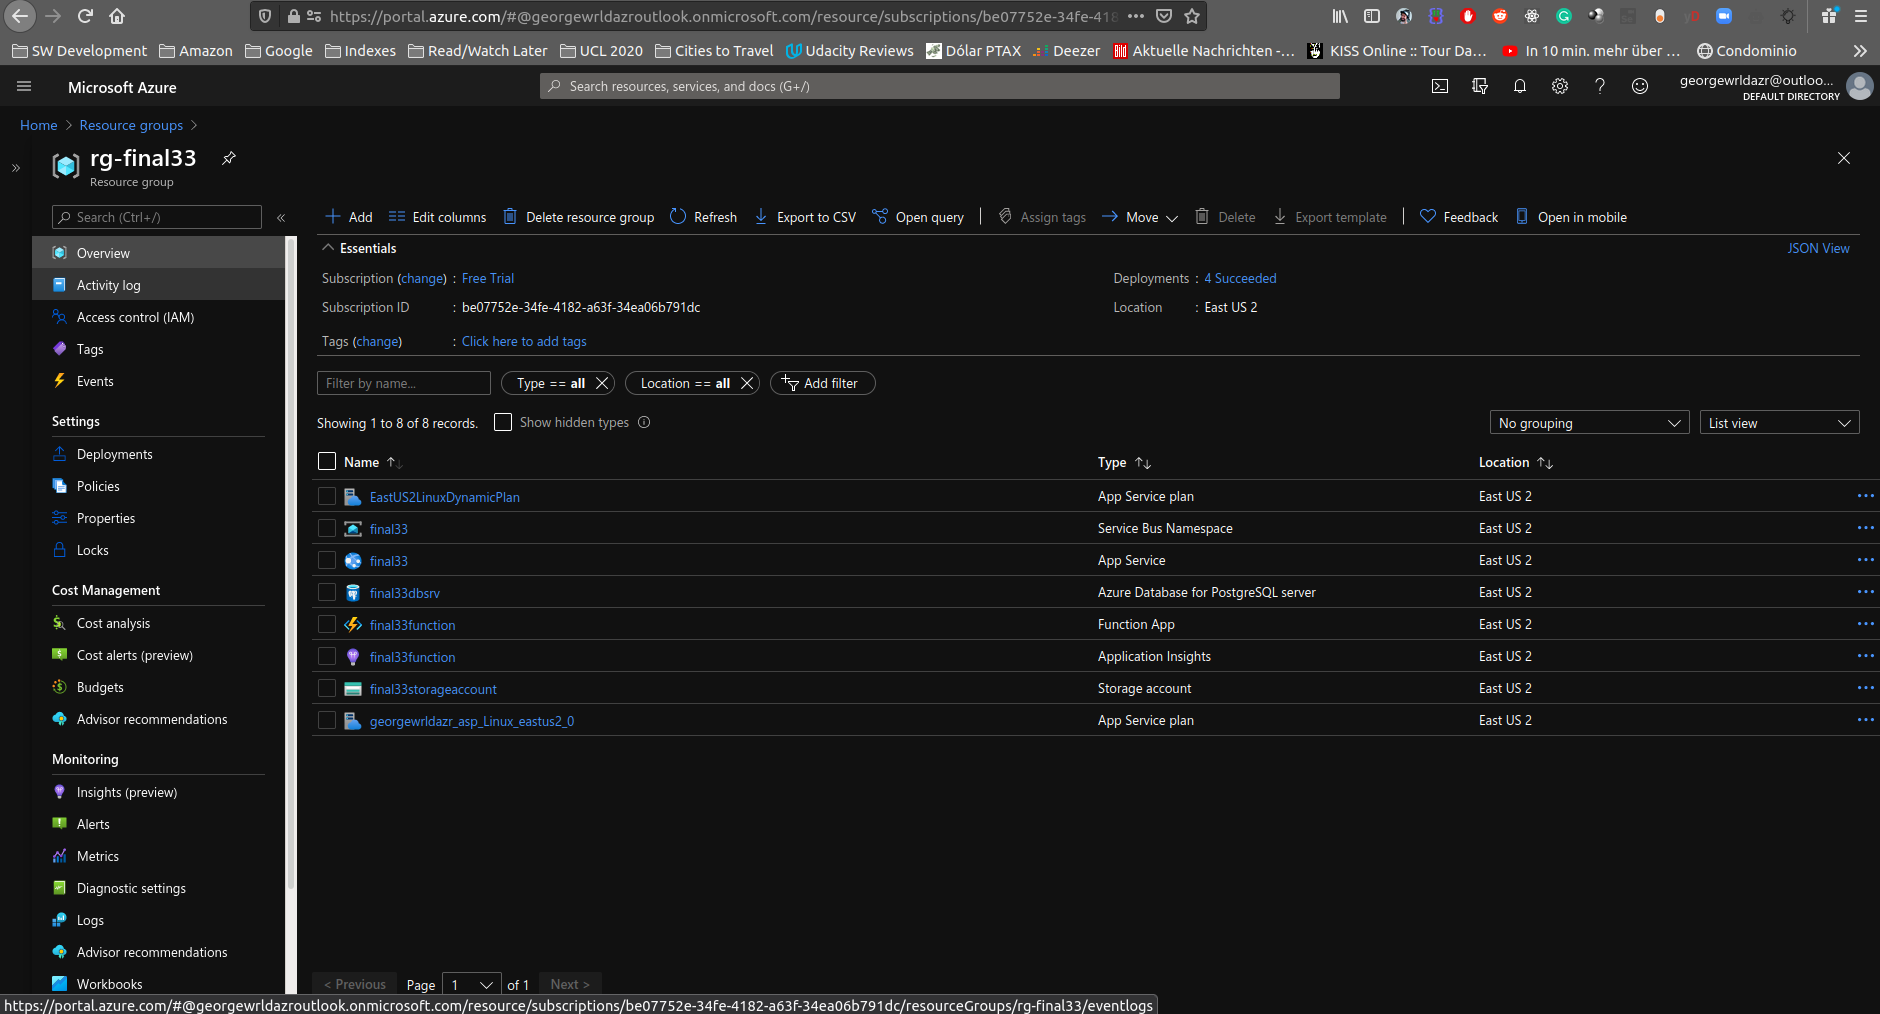 https://portal.azure.com/#@georgewrldazroutlook.onmicrosoft.com/resource/subscriptions/be07752e-34fe-418
SW Development Amazon Google Indexes Read/Watch Later UCL 2020 Cities to Travel Udacity Reviews Dólar PTAX Deezer Aktuelle Nachrichten -... KISS Online :: Tour Da... In 10 min. mehr über ... Condominio
Microsoft Azure
Search resources, services, and docs (G+/)
georgewrldazr@outloo...
DEFAULT DIRECTORY
Home > Resource groups >
rg-final33
Resource group
Search (Ctrl+/)
Add Edit columns Delete resource group Refresh Export to CSV Open query Assign tags Move Delete Export template Feedback Open in mobile
Overview
Activity log
Access control (IAM)
Tags
Events
Settings
Deployments
Policies
Properties
Locks
Cost Management
Cost analysis
Cost alerts (preview)
Budgets
Advisor recommendations
Monitoring
Insights (preview)
Alerts
Metrics
Diagnostic settings
Logs
Advisor recommendations
Workbooks
Essentials
JSON View
Subscription (change) : Free Trial
Deployments : 4 Succeeded
Subscription ID : be07752e-34fe-4182-a63f-34ea06b791dc
Location : East US 2
Tags (change) : Click here to add tags
Filter by name... Type == all Location == all Add filter
Showing 1 to 8 of 8 records. Show hidden types
No grouping List view
Name Type Location
EastUS2LinuxDynamicPlan App Service plan East US 2
final33 Service Bus Namespace East US 2
final33 App Service East US 2
final33dbsrv Azure Database for PostgreSQL server East US 2
final33function Function App East US 2
final33function Application Insights East US 2
final33storageaccount Storage account East US 2
georgewrldazr_asp_Linux_eastus2_0 App Service plan East US 2
< Previous Page 1 of 1 Next >
https://portal.azure.com/#@georgewrldazroutlook.onmicrosoft.com/resource/subscriptions/be07752e-34fe-4182-a63f-34ea06b791dc/resourceGroups/rg-final33/eventlogs